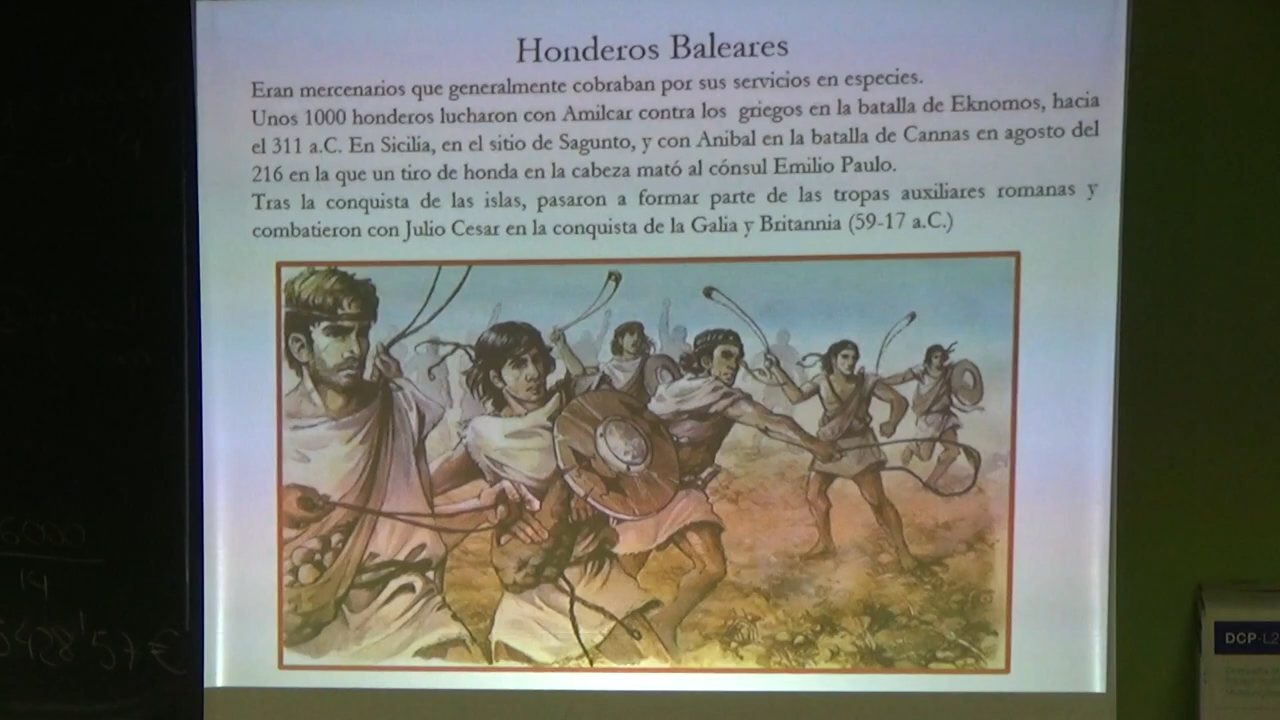 Honderos Baleares
Eran mercenarios que generalmente cobraban por sus servicios en especies.
Unos 1000 honderos lucharon con Amilcar contra los griegos en la batalla de Eknomos, hacia
el 311 a.C. En Sicilia, en el sitio de Sagunto, y con Anibal en la batalla de Cannas en agosto del
216 en la que un tiro de honda en la cabeza mató al cónsul Emilio Paulo.
Tras la conquista de las islas, pasaron a formar parte de las tropas auxiliares romanas y
combatieron con Julio Cesar en la conquista de la Galia y Britannia (59-17 a.C.)
14
DCP-L2